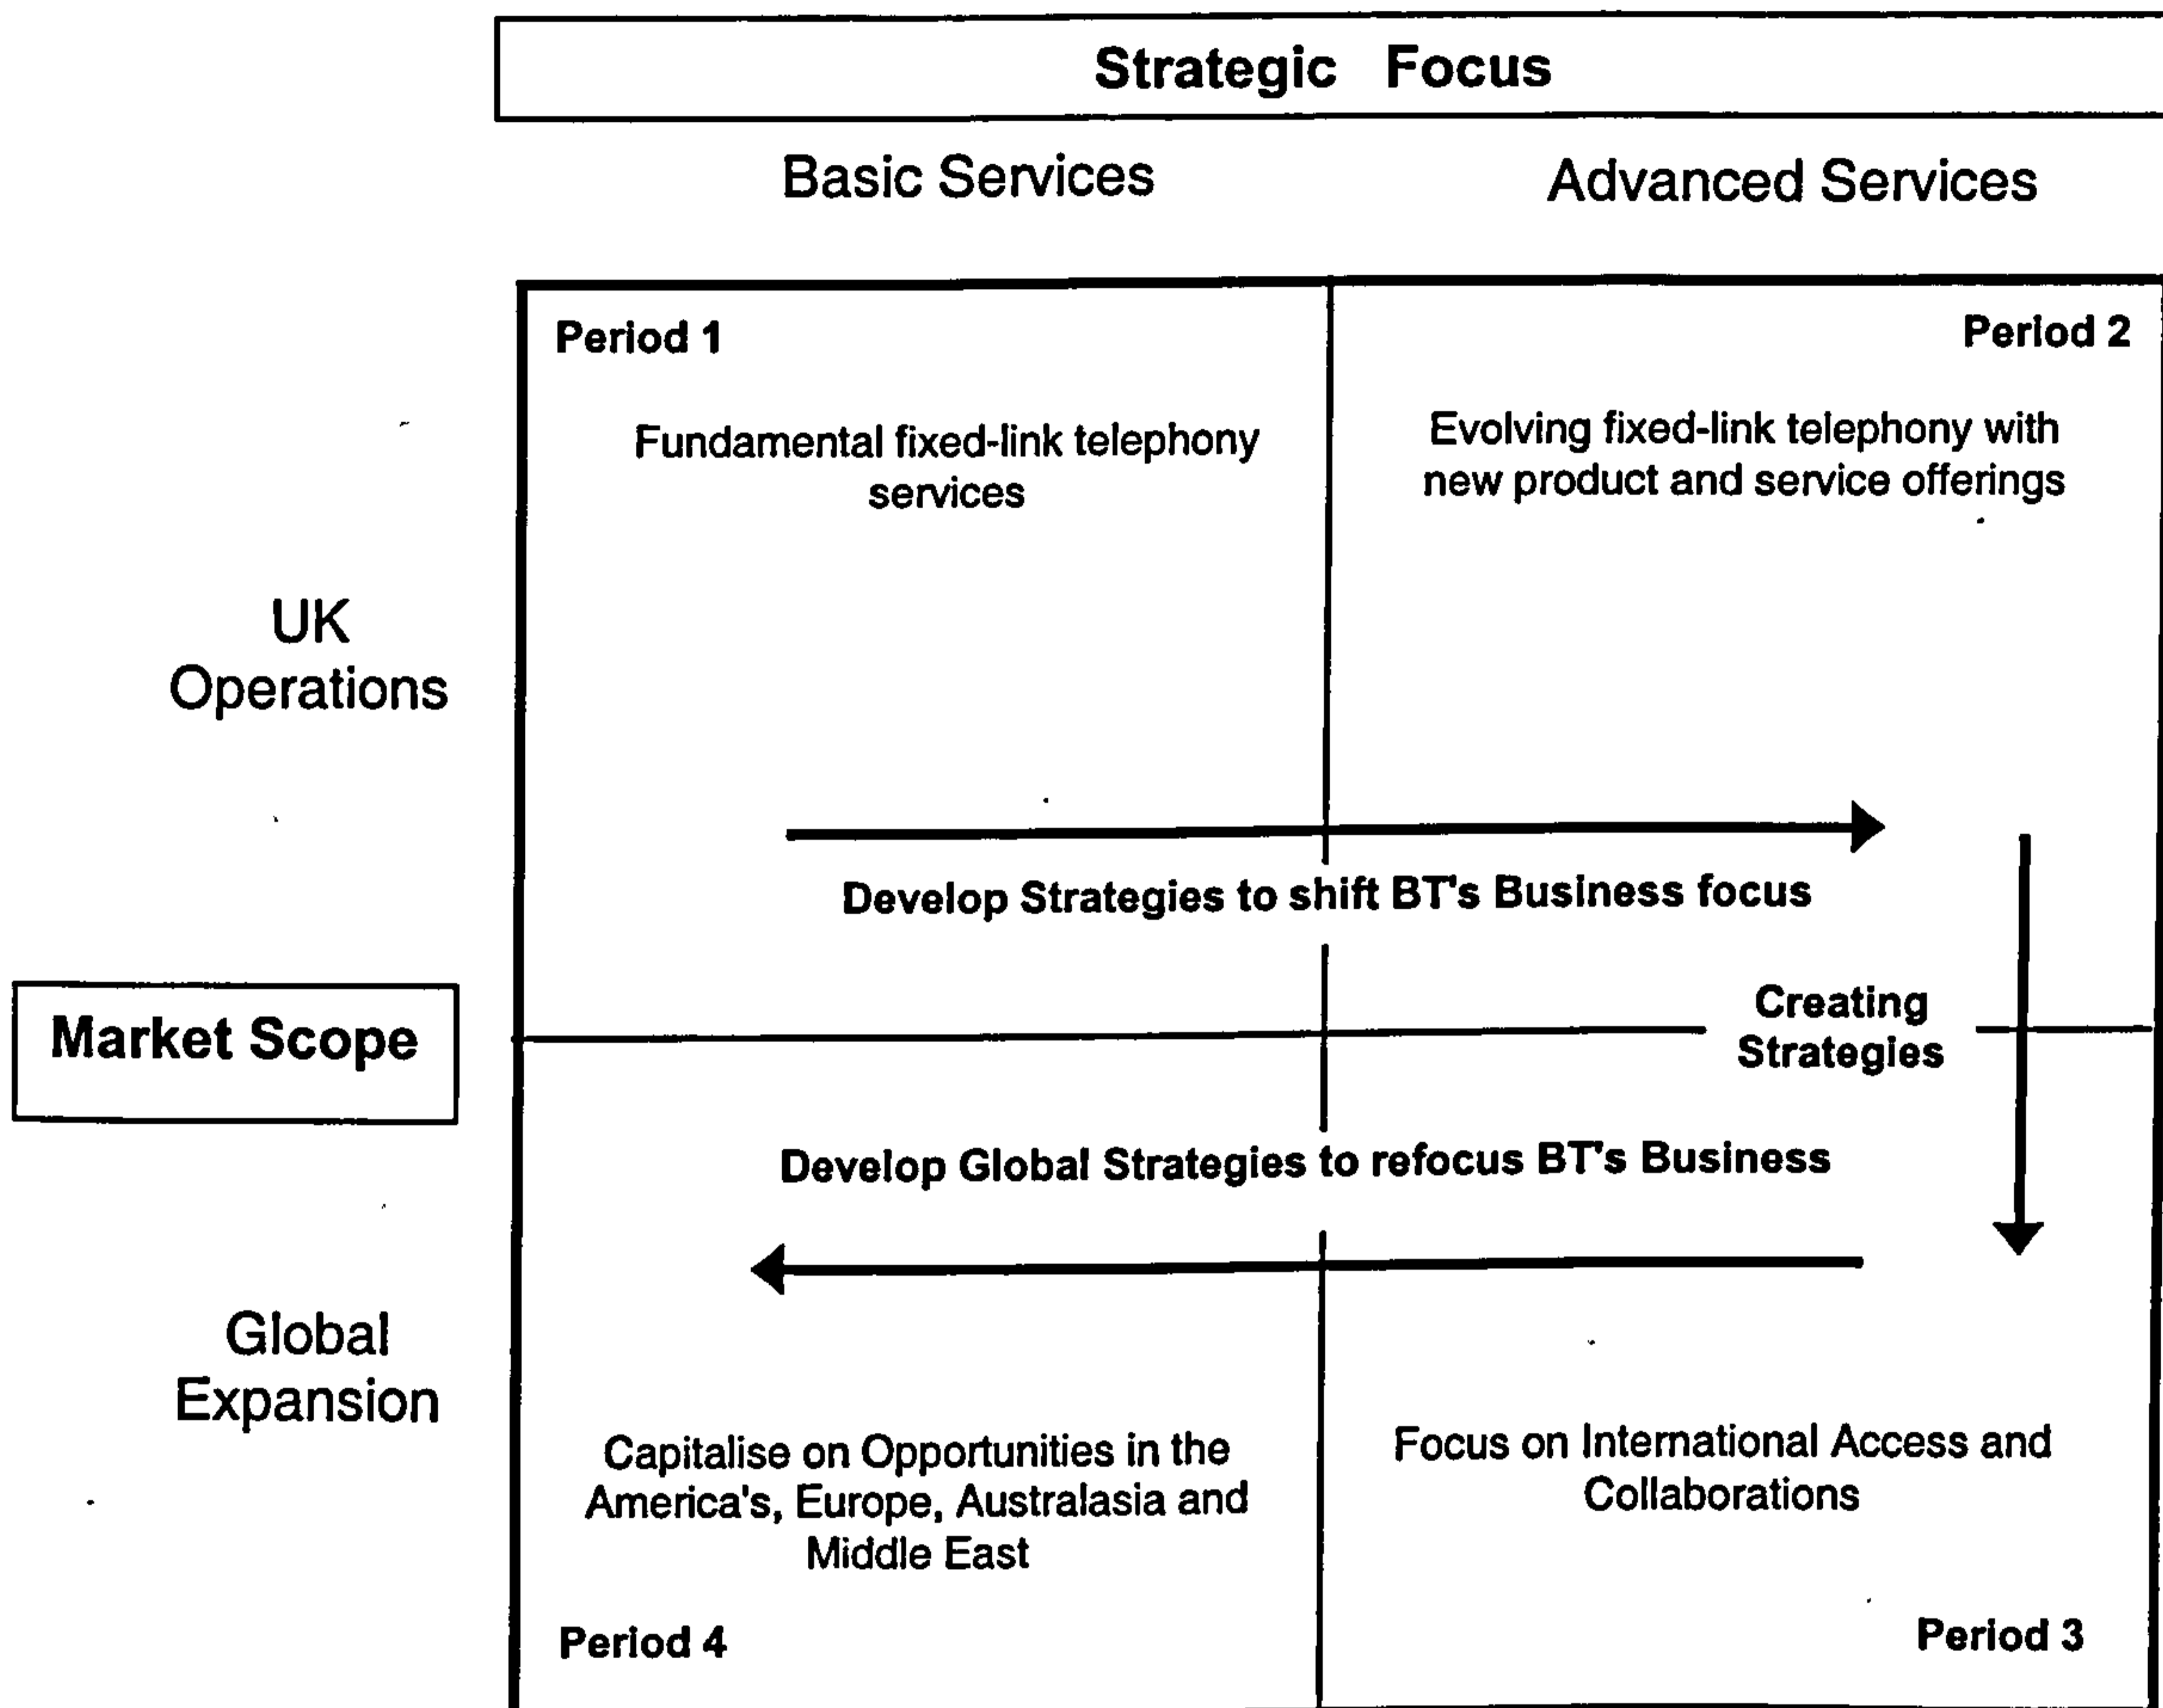 Strategic Focus
Basic Services
Advanced Services
Period 1
Period 2
Fundamental fixed-link telephony
services
Evolving fixed-link telephony with
new product and service offerings
UK
Operations
Develop Strategies to shift BT's Business focus
Creating
Strategies
Market Scope
Develop Global Strategies to refocus BT's Business
Global
Expansion
Capitalise on Opportunities in the
America's, Europe, Australasia and
Middle East
Focus on International Access and
Collaborations
Period 4
Period 3